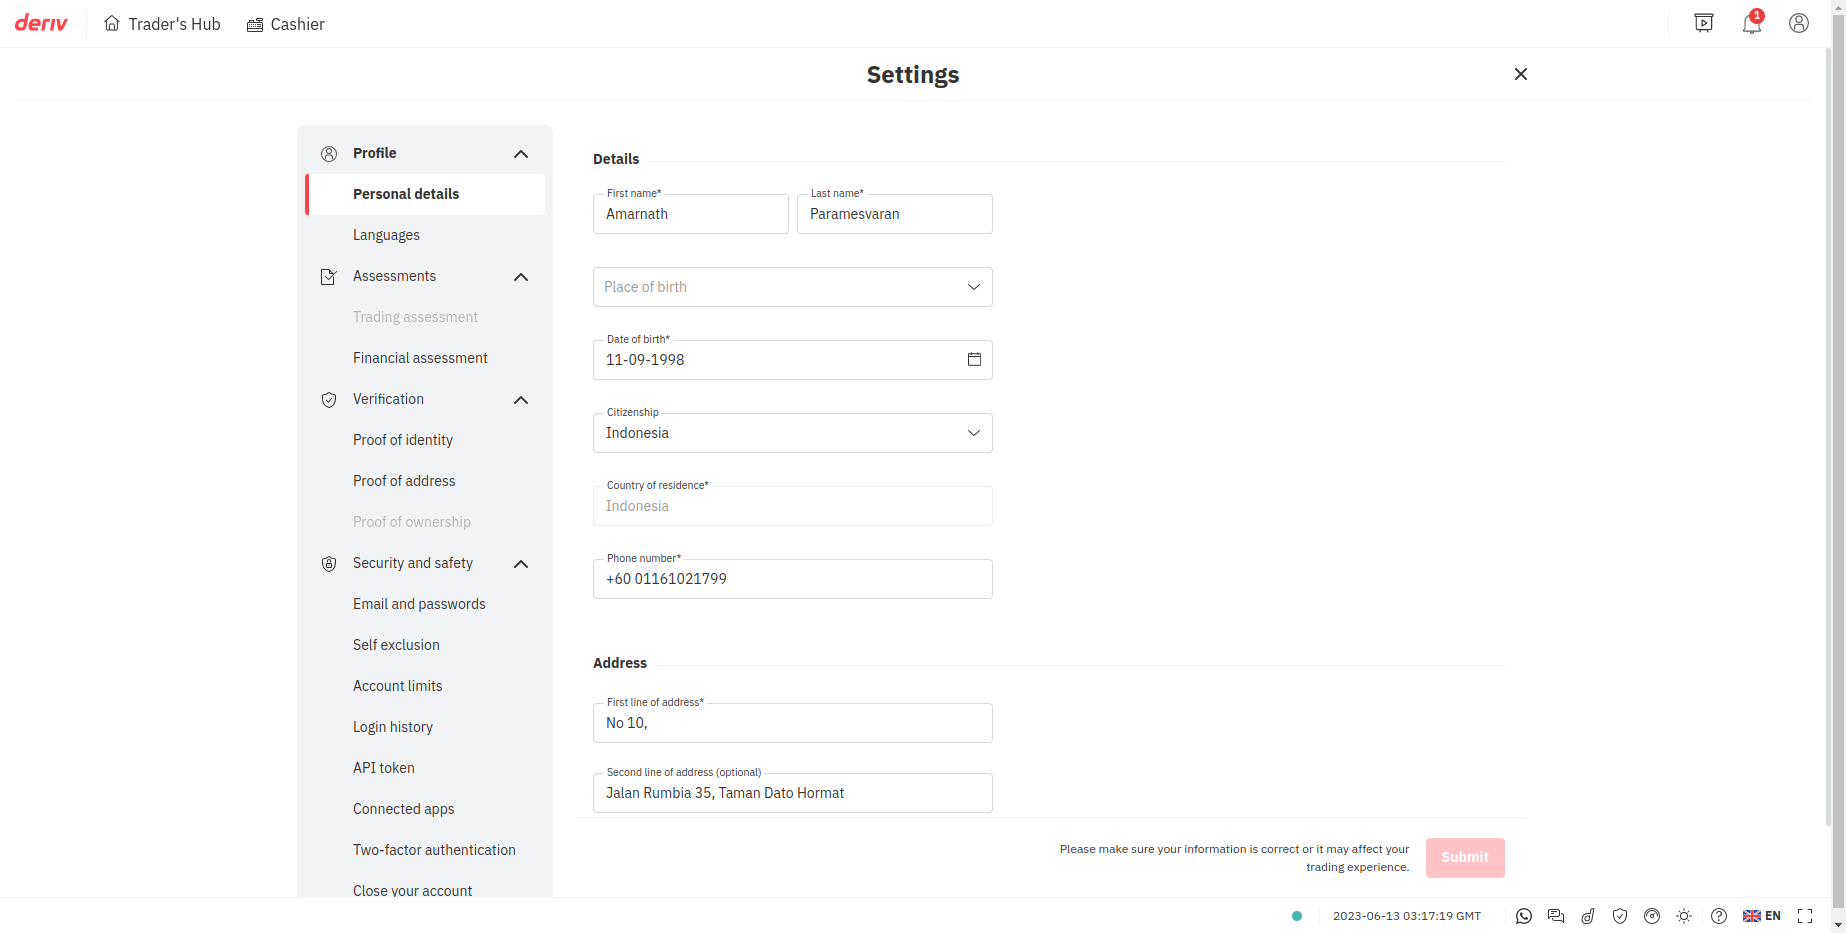 deriv
Trader's Hub
Cashier
1
Settings
Profile
Personal details
Languages
Assessments
Trading assessment
Financial assessment
Verification
Proof of identity
Proof of address
Proof of ownership
Security and safety
Email and passwords
Self exclusion
Account limits
Login history
API token
Connected apps
Two-factor authentication
Close your account
Details
First name*
Amarnath
Last name*
Paramesvaran
Place of birth
Date of birth*
11-09-1998
Citizenship
Indonesia
Country of residence*
Indonesia
Phone number*
+60 01161021799
Address
First line of address*
No 10,
Second line of address (optional)
Jalan Rumbia 35, Taman Dato Hormat
Please make sure your information is correct or it may affect your
trading experience.
Submit
2023-06-13 03:17:19 GMT
EN